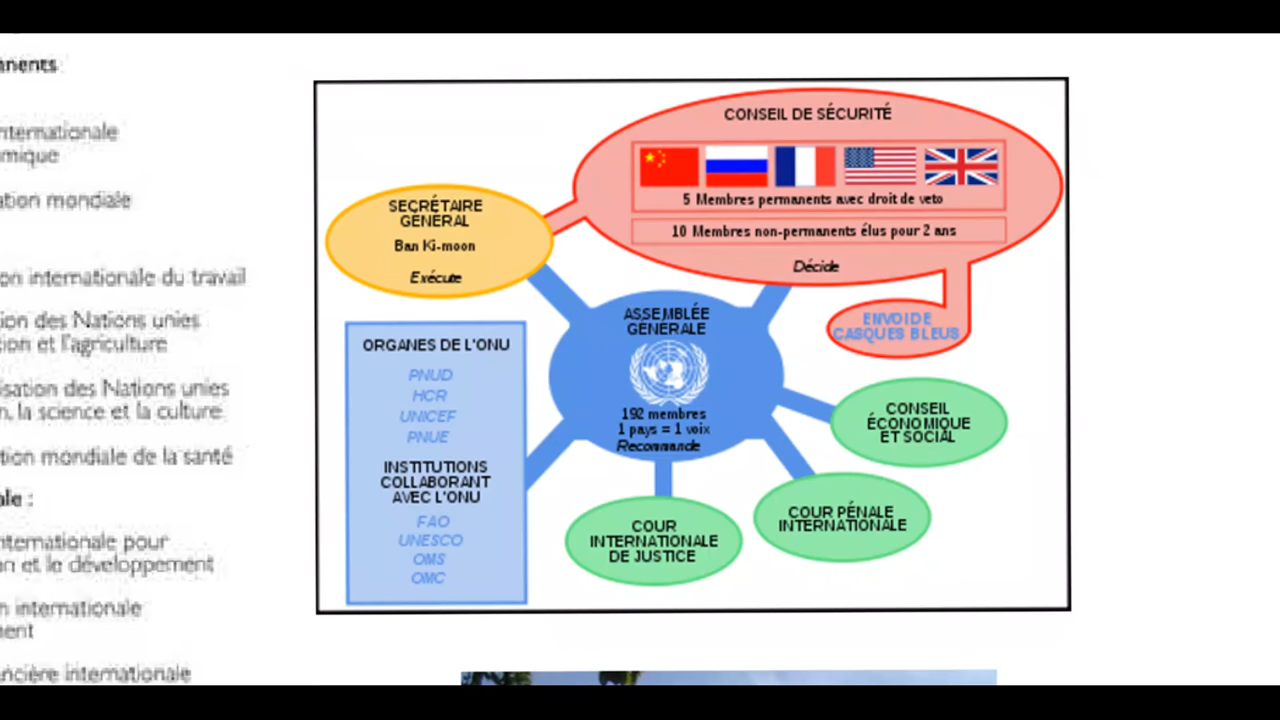 nternationale
mique
ation mondiale
on internationale du travail
ion des Nations unies
ion et l'agriculture
isation des Nations unies
n, la science et la culture
tion mondiale de la santé
ale :
nternationale pour
n et le développement
n internationale
ment
ncière internationale
CONSEIL DE SÉCURITÉ
5 Membres permanents avec droit de veto
10 Membres non-permanents élus pour 2 ans
Décide
SECRÉTAIRE
GÉNÉRAL
Ban Ki-moon
Exécute
ENVOI DE
CASQUES BLEUS
ASSEMBLÉE
GÉNÉRALE
192 membres
1 pays = 1 voix
Recommande
ORGANES DE L'ONU
PNUD
HCR
UNICEF
PNUE
INSTITUTIONS
COLLABORANT
AVEC L'ONU
FAO
UNESCO
OMS
OMC
CONSEIL
ÉCONOMIQUE
ET SOCIAL
COUR PÉNALE
INTERNATIONALE
COUR
INTERNATIONALE
DE JUSTICE